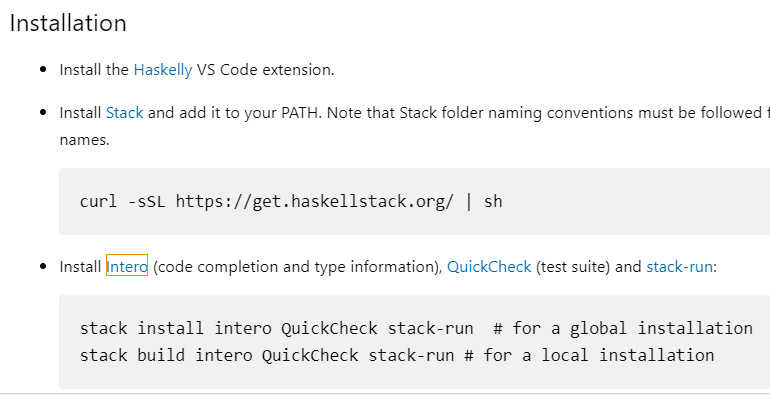 Installation
Install the Haskelly VS Code extension.
Install Stack and add it to your PATH. Note that Stack folder naming conventions must be followed
names.
curl -sSL https://get.haskellstack.org/ | sh
Install Intero (code completion and type information), QuickCheck (test suite) and stack-run:
stack install intero QuickCheck stack-run  # for a global installation
stack build intero QuickCheck stack-run # for a local installation